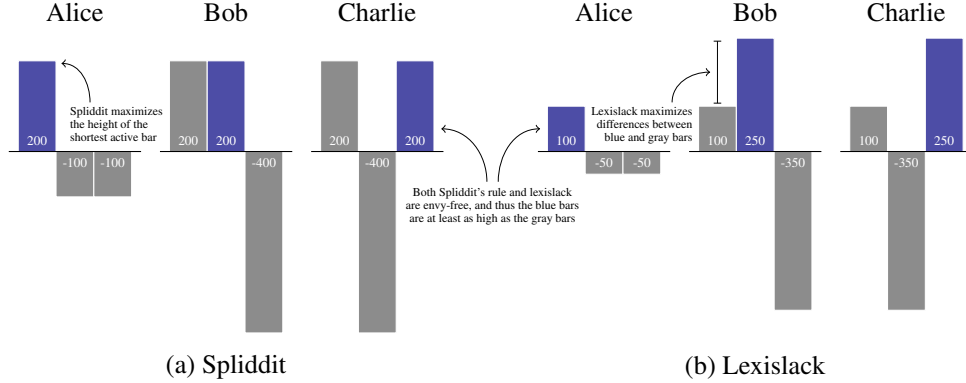 Alice
Bob
Charlie
Alice
Bob
Charlie
Spliddit maximizes
the height of the
shortest active bar
200
-100
-100
200
200
-400
200
-400
200
Both Spliddit's rule and lexislack
are envy-free, and thus the blue bars
are at least as high as the gray bars
Lexislack maximizes
differences between
blue and gray bars
100
-50
-50
100
250
-350
100
-350
250
(a) Spliddit
(b) Lexislack